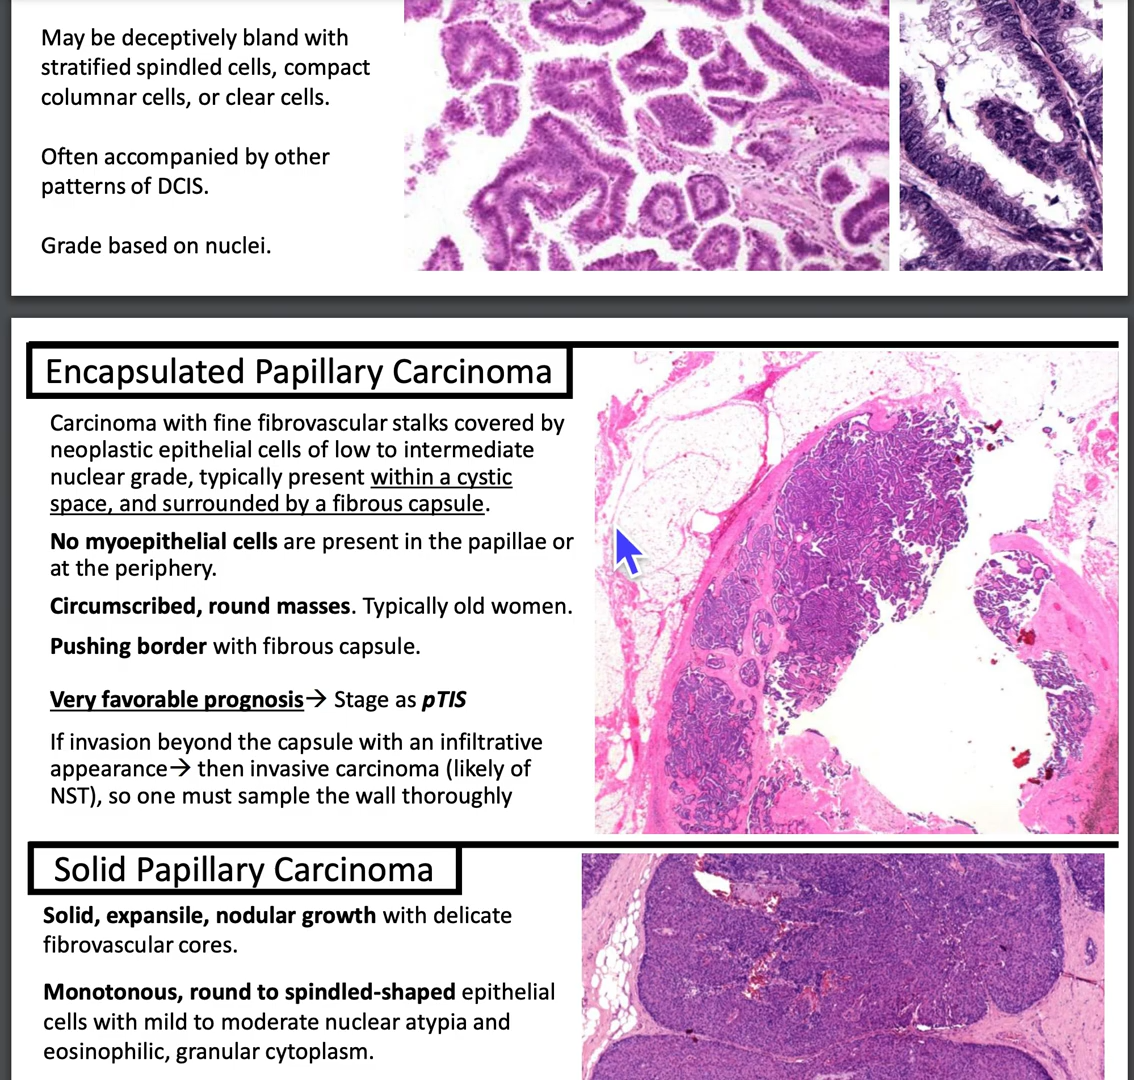 May be deceptively bland with
stratified spindled cells, compact
columnar cells, or clear cells.
Often accompanied by other
patterns of DCIS.
Grade based on nuclei.
Encapsulated Papillary Carcinoma
Carcinoma with fine fibrovascular stalks covered by
neoplastic epithelial cells of low to intermediate
nuclear grade, typically present within a cystic
space, and surrounded by a fibrous capsule.
No myoepithelial cells are present in the papillae or
at the periphery.
Circumscribed, round masses. Typically old women.
Pushing border with fibrous capsule.
Very favorable prognosis→ Stage as pTIS
If invasion beyond the capsule with an infiltrative
appearance→ then invasive carcinoma (likely of
NST), so one must sample the wall thoroughly
Solid Papillary Carcinoma
Solid, expansile, nodular growth with delicate
fibrovascular cores.
Monotonous, round to spindled-shaped epithelial
cells with mild to moderate nuclear atypia and
eosinophilic, granular cytoplasm.